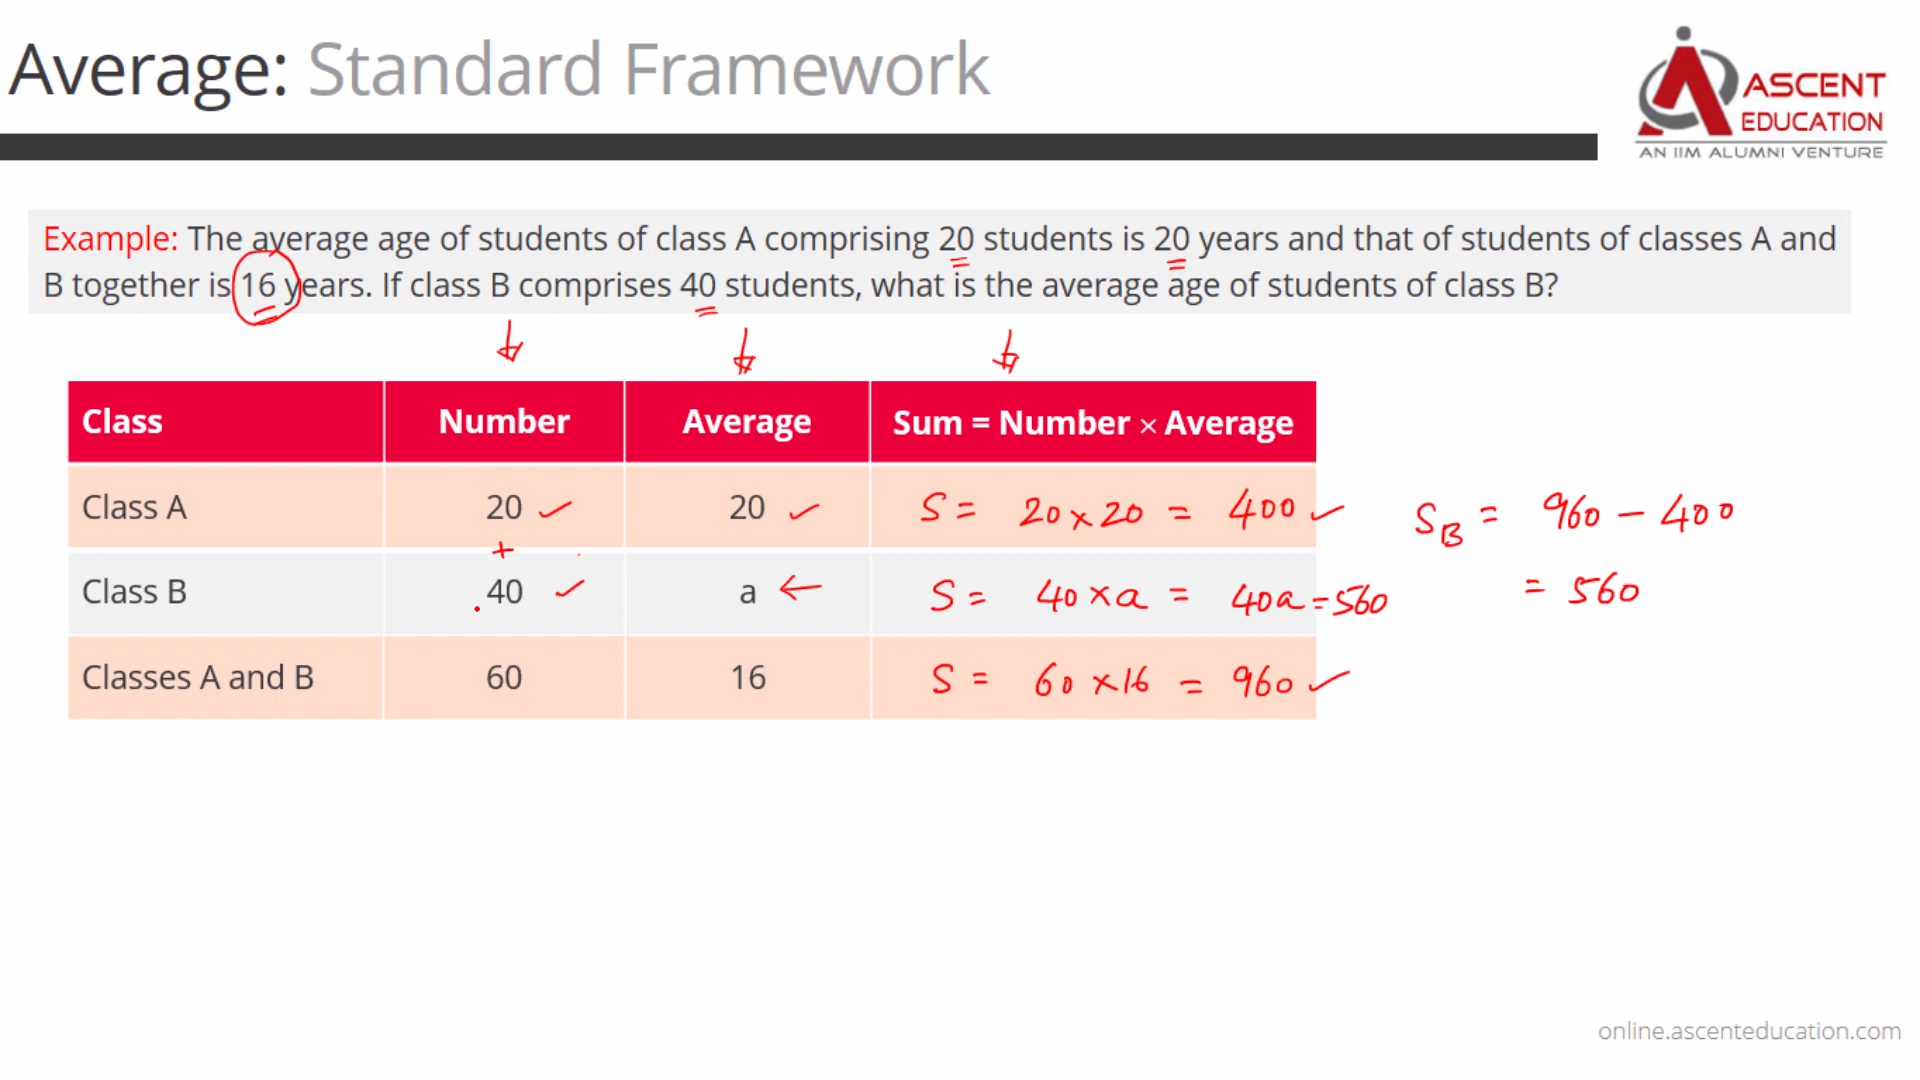 Average: Standard Framework
ASCENT
EDUCATION
AN IIM ALUMNI VENTURE
Example: The average age of students of class A comprising 20 students is 20 years and that of students of classes A and
B together is 16 years. If class B comprises 40 students, what is the average age of students of class B?
Class Number Average Sum = Number × Average
Class A 20 20 S = 20 × 20 = 400 S_B = 960 - 400
+
Class B 40 a S = 40 × a = 40a = 560 = 560
Classes A and B 60 16 S = 60 × 16 = 960
online.ascenteducation.com